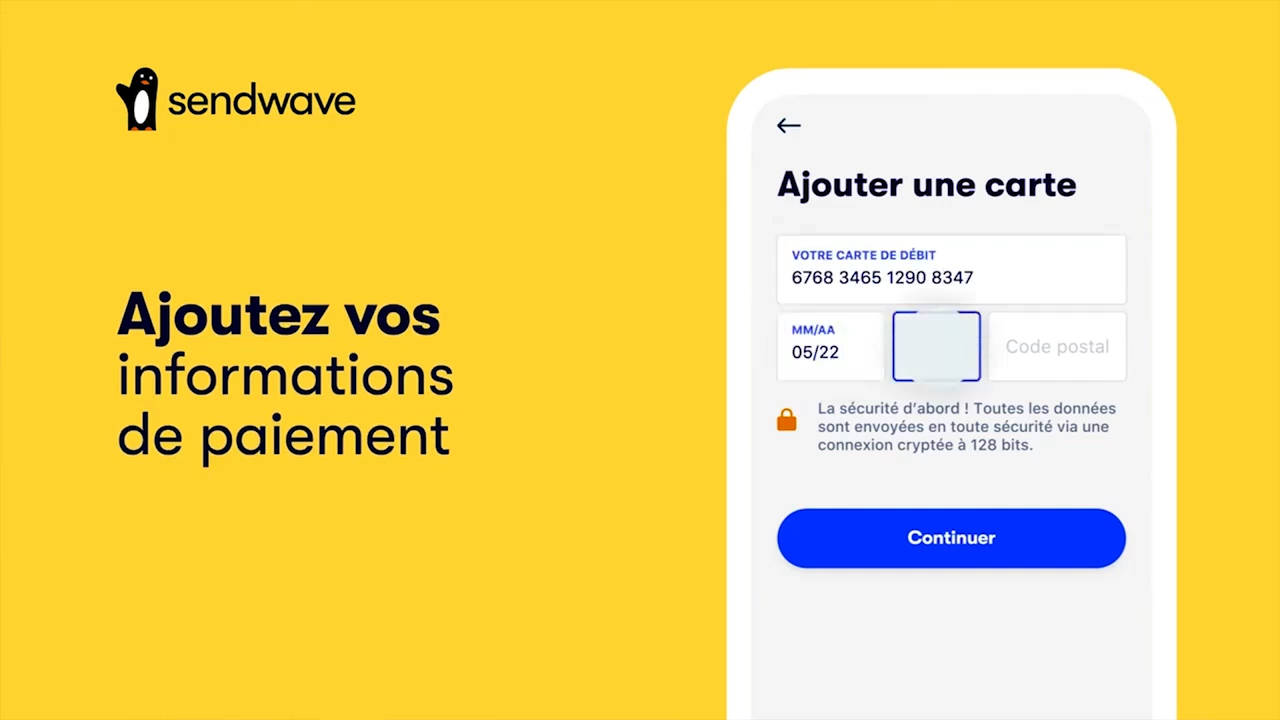 sendwave
Ajoutez vos
informations
de paiement
Ajouter une carte
VOTRE CARTE DE DÉBIT
6768 3465 1290 8347
MM/AA
05/22
Code postal
La sécurité d’abord ! Toutes les données
sont envoyées en toute sécurité via une
connexion cryptée à 128 bits.
Continuer